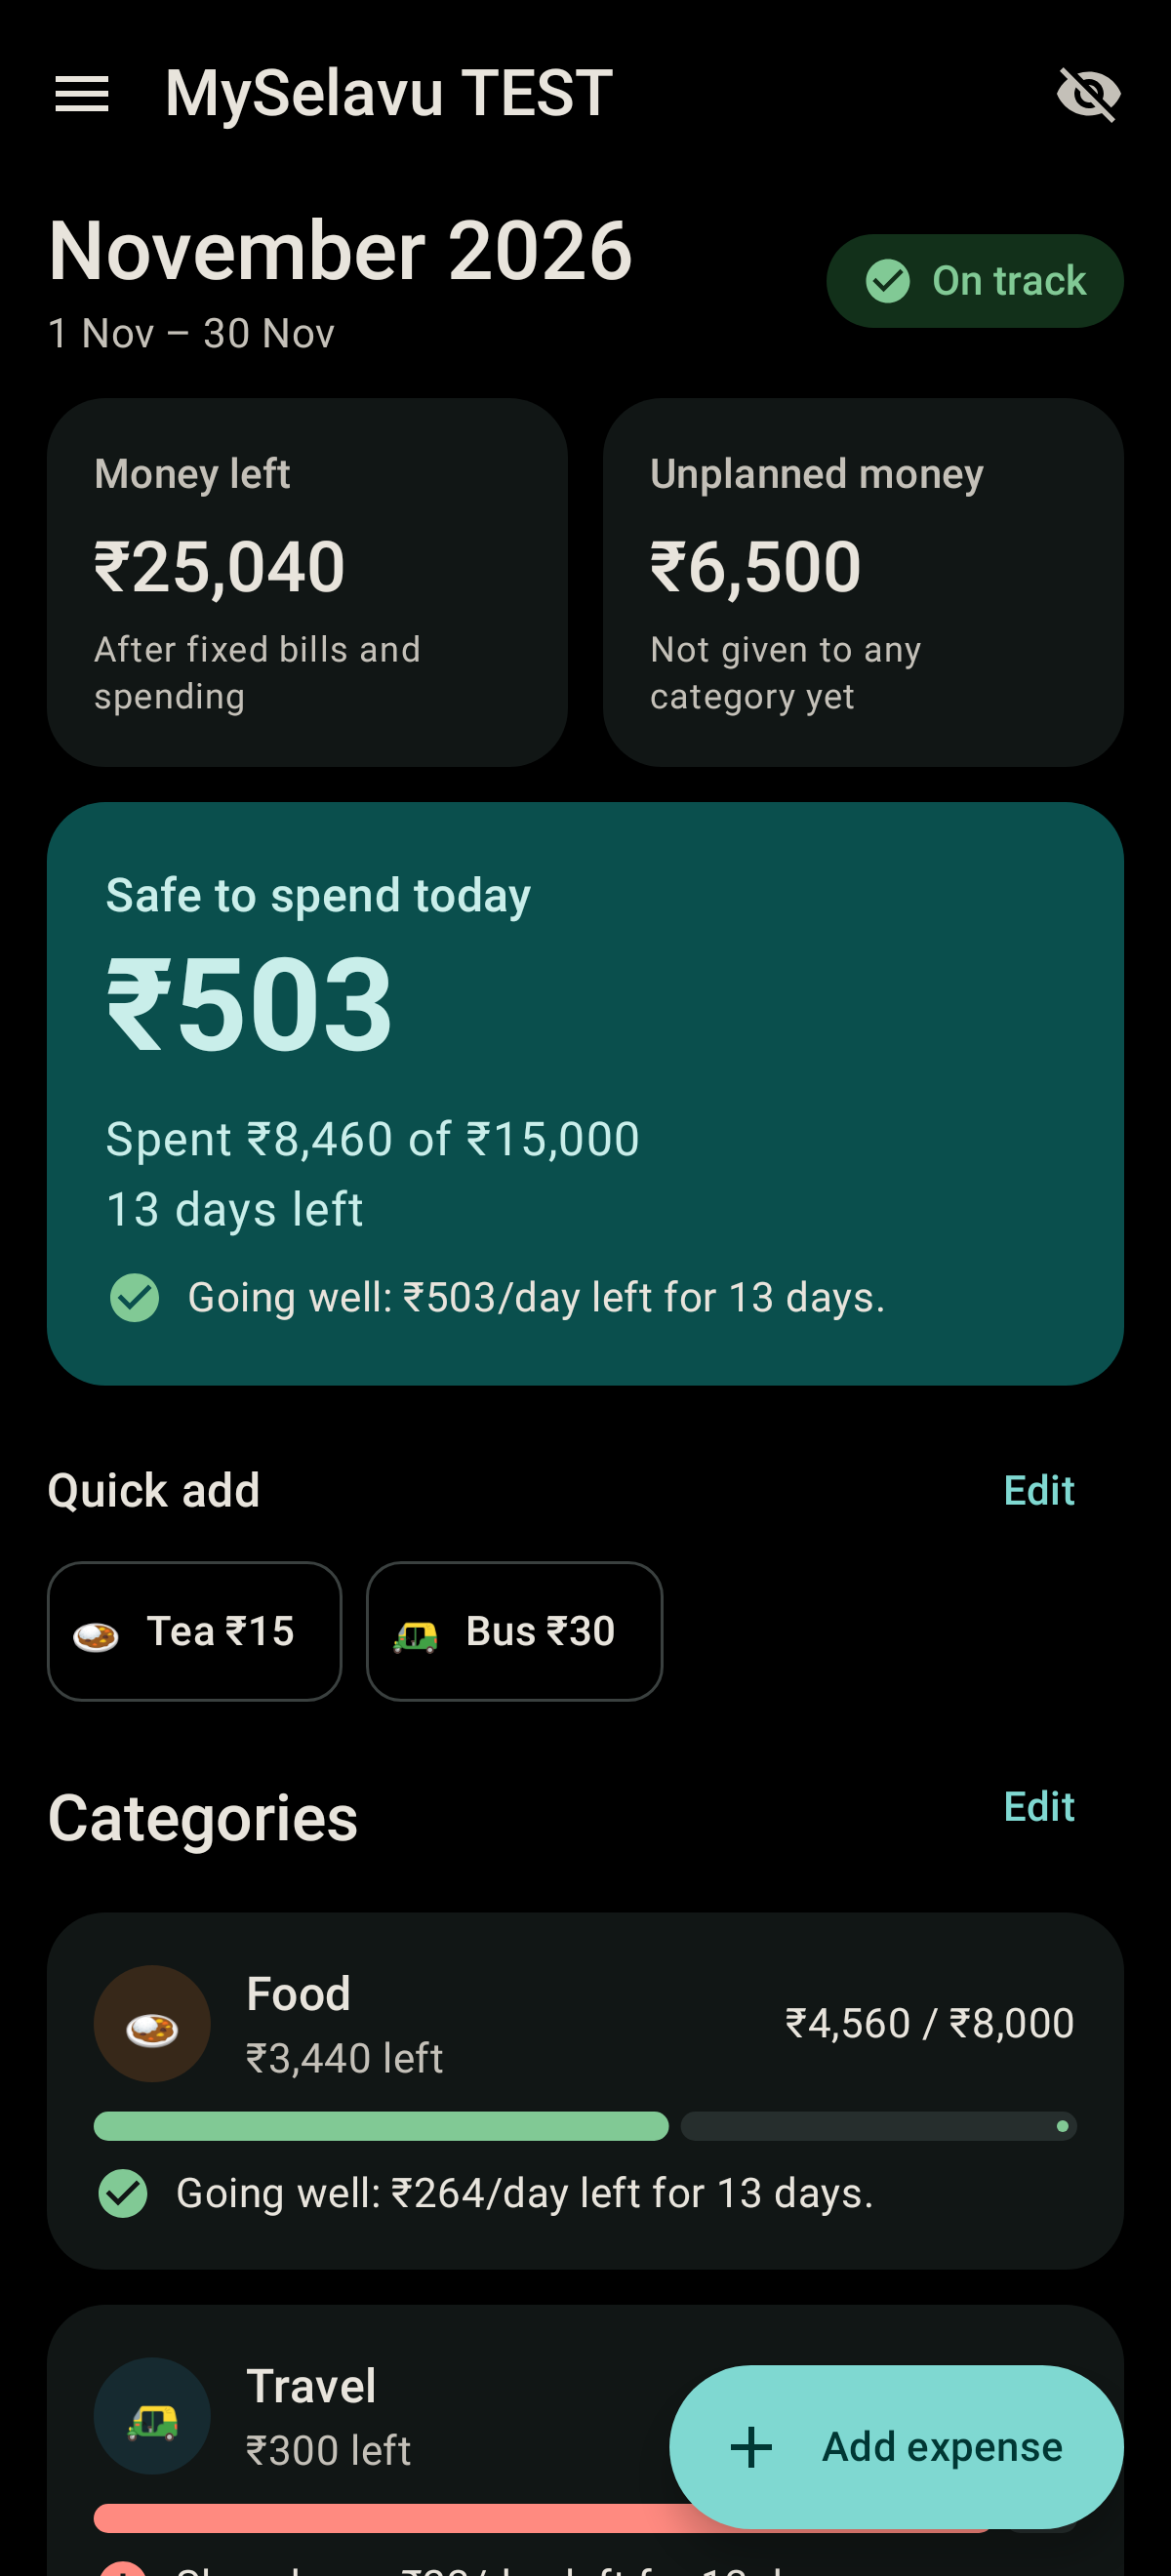 MySelavu TEST
November 2026
1 Nov – 30 Nov
On track
Money left
₹25,040
After fixed bills and
spending
Unplanned money
₹6,500
Not given to any
category yet
Safe to spend today
₹503
Spent ₹8,460 of ₹15,000
13 days left
Going well: ₹503/day left for 13 days.
Quick add
Edit
Tea ₹15
Bus ₹30
Categories
Edit
Food
₹3,440 left
₹4,560 / ₹8,000
Going well: ₹264/day left for 13 days.
Travel
₹300 left
Add expense